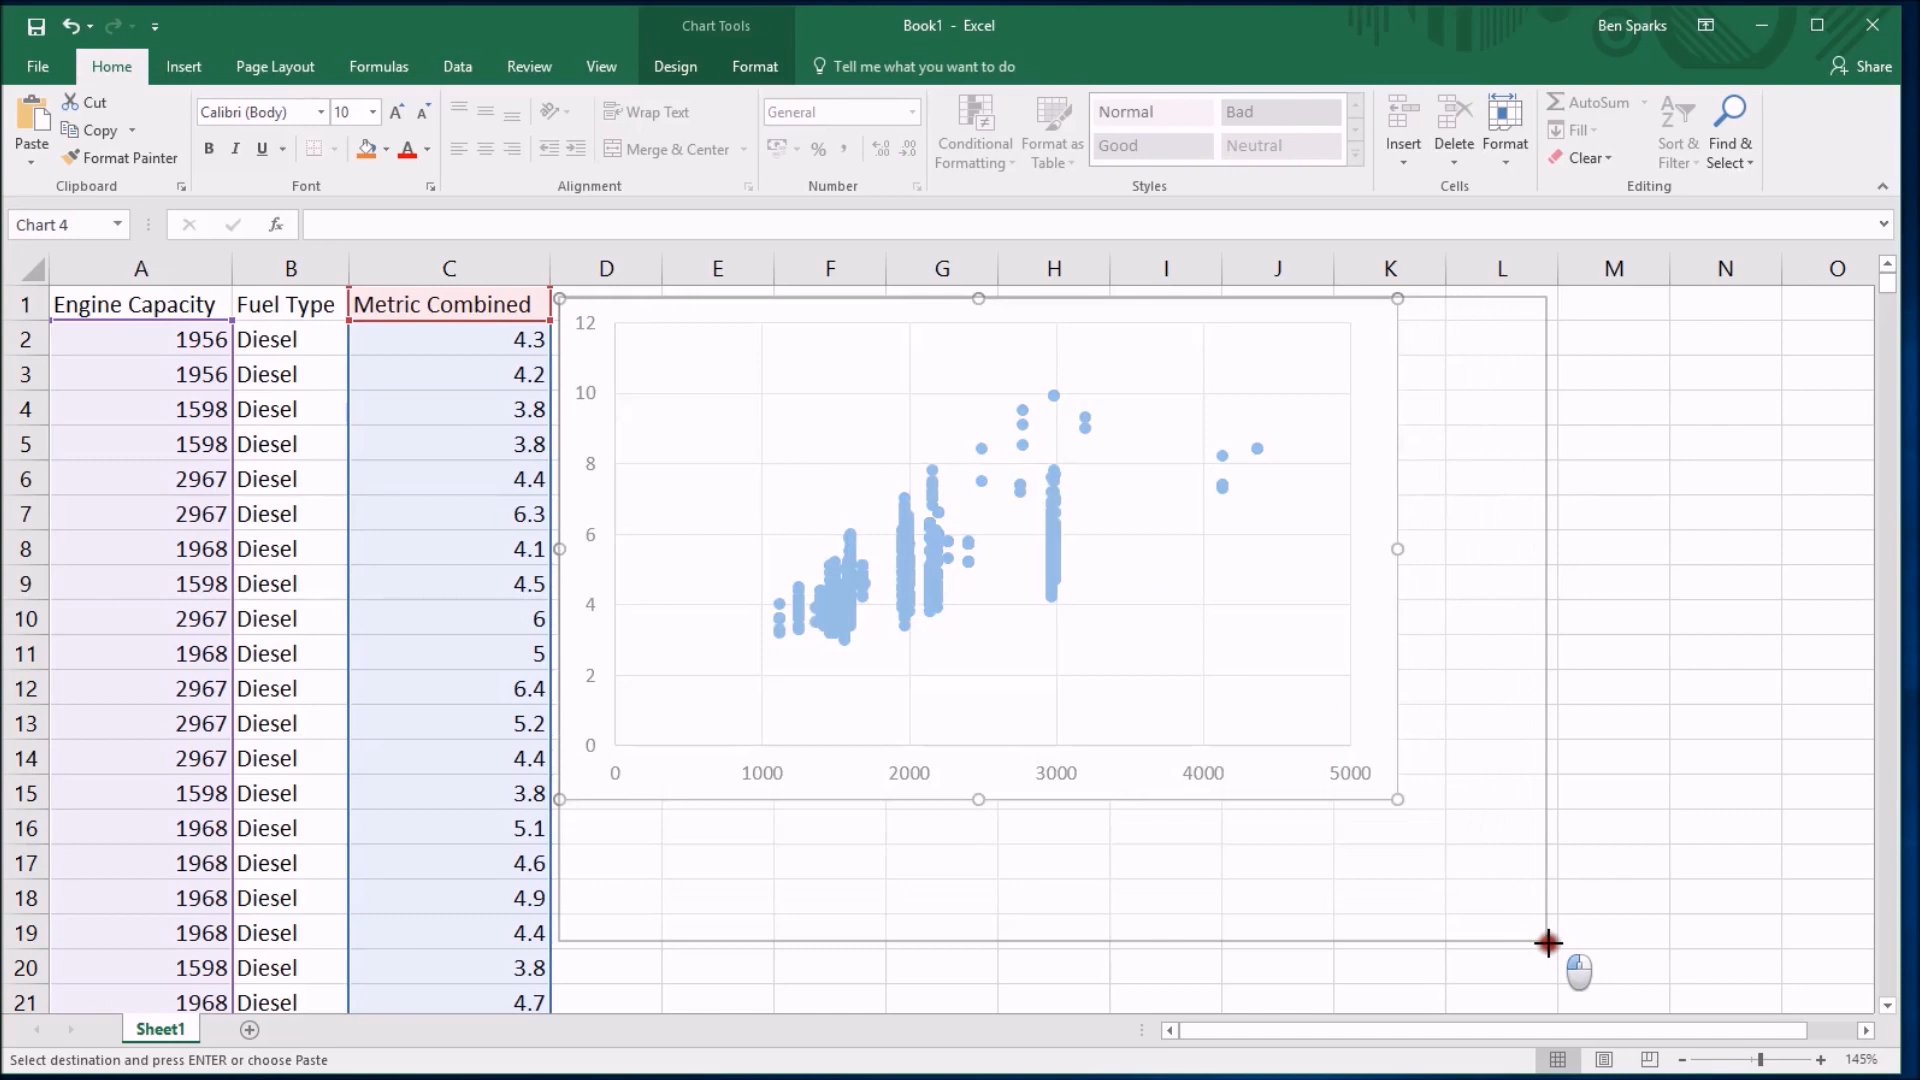 Chart Tools
Book1 - Excel
Ben Sparks
File Home Insert Page Layout Formulas Data Review View Design Format Tell me what you want to do Share
Paste
Cut
Copy
Format Painter
Clipboard
Calibri (Body) 10 A A
B I U A
Font
Wrap Text
Merge & Center
Alignment
General
% ,
Number
Conditional Formatting
Format as Table
Normal Bad
Good Neutral
Styles
Insert Delete Format
Cells
AutoSum
Fill
Clear
Sort & Filter
Find & Select
Editing
Chart 4 fx
A B C D E F G H I J K L M N O
1 Engine Capacity Fuel Type Metric Combined
2 1956 Diesel 4.3
3 1956 Diesel 4.2
4 1598 Diesel 3.8
5 1598 Diesel 3.8
6 2967 Diesel 4.4
7 2967 Diesel 6.3
8 1968 Diesel 4.1
9 1598 Diesel 4.5
10 2967 Diesel 6
11 1968 Diesel 5
12 2967 Diesel 6.4
13 2967 Diesel 5.2
14 2967 Diesel 4.4
15 1598 Diesel 3.8
16 1968 Diesel 5.1
17 1968 Diesel 4.6
18 1968 Diesel 4.9
19 1968 Diesel 4.4
20 1598 Diesel 3.8
21 1968 Diesel 4.7
12
10
8
6
4
2
0
0 1000 2000 3000 4000 5000
Sheet1
Select destination and press ENTER or choose Paste
145%